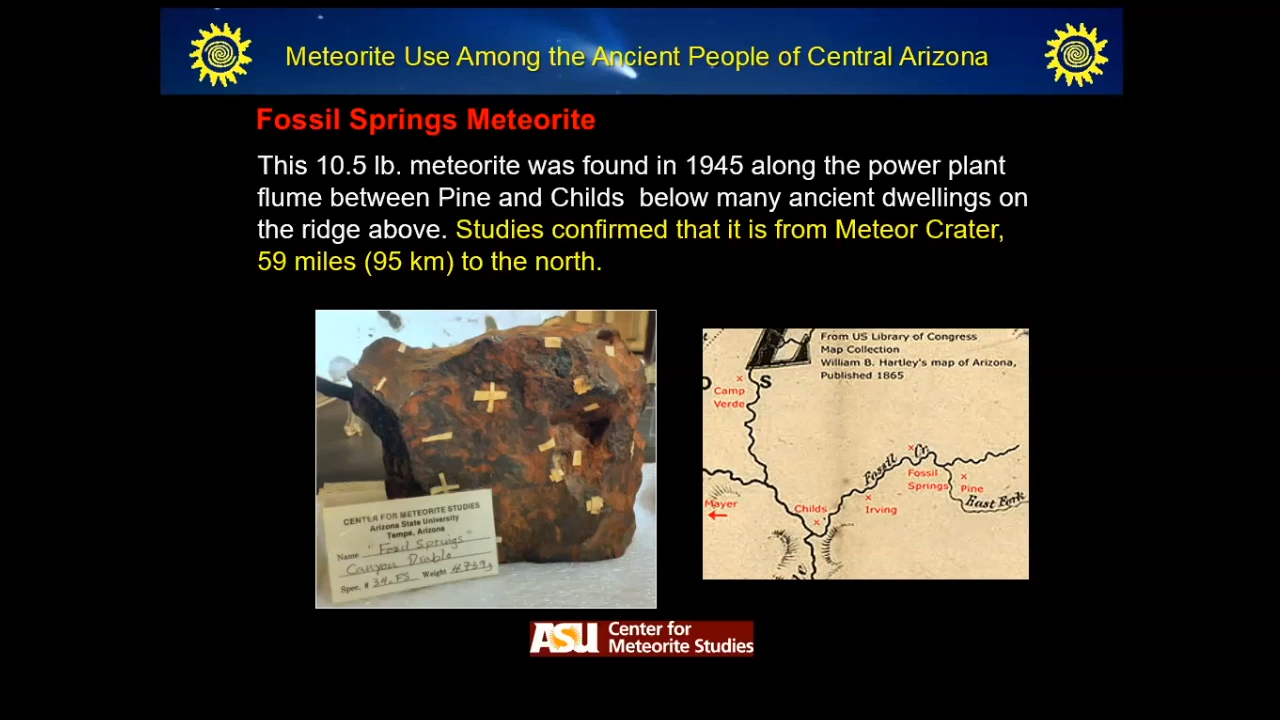 Meteorite Use Among the Ancient People of Central Arizona
Fossil Springs Meteorite
This 10.5 lb. meteorite was found in 1945 along the power plant
flume between Pine and Childs below many ancient dwellings on
the ridge above. Studies confirmed that it is from Meteor Crater,
59 miles (95 km) to the north.
CENTER FOR METEORITE STUDIES
Arizona State University
Tempe, Arizona
Name "Fossil Springs"
Canyon Diablo
Spec. # 34.FS Weight 4739g
From US Library of Congress
Map Collection
William B. Hartley's map of Arizona,
Published 1865
S
x
Camp
Verde
Fossil Cr.
x
Fossil
Springs
x
Pine
East Fork
Mayer
Childs
x
x
Irving
ASU Center for
Meteorite Studies